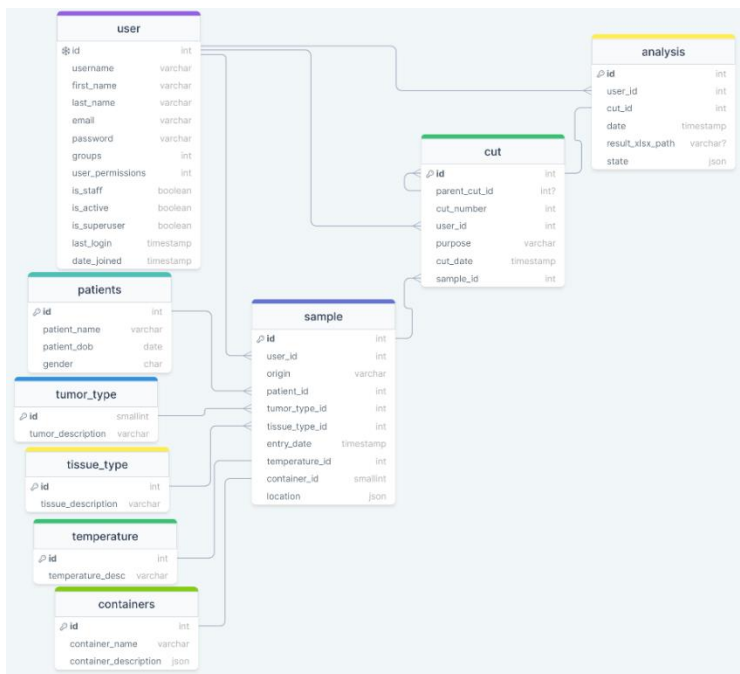 user
id int
username varchar
first_name varchar
last_name varchar
email varchar
password varchar
groups int
user_permissions int
is_staff boolean
is_active boolean
is_superuser boolean
last_login timestamp
date_joined timestamp
analysis
id int
user_id int
cut_id int
date timestamp
result_xlsx_path varchar?
state json
cut
id int
parent_cut_id int?
cut_number int
user_id int
purpose varchar
cut_date timestamp
sample_id int
patients
id int
patient_name varchar
patient_dob date
gender char
sample
id int
user_id int
origin varchar
patient_id int
tumor_type_id int
tissue_type_id int
entry_date timestamp
temperature_id int
container_id smallint
location json
tumor_type
id smallint
tumor_description varchar
tissue_type
id int
tissue_description varchar
temperature
id int
temperature_desc varchar
containers
id int
container_name varchar
container_description json